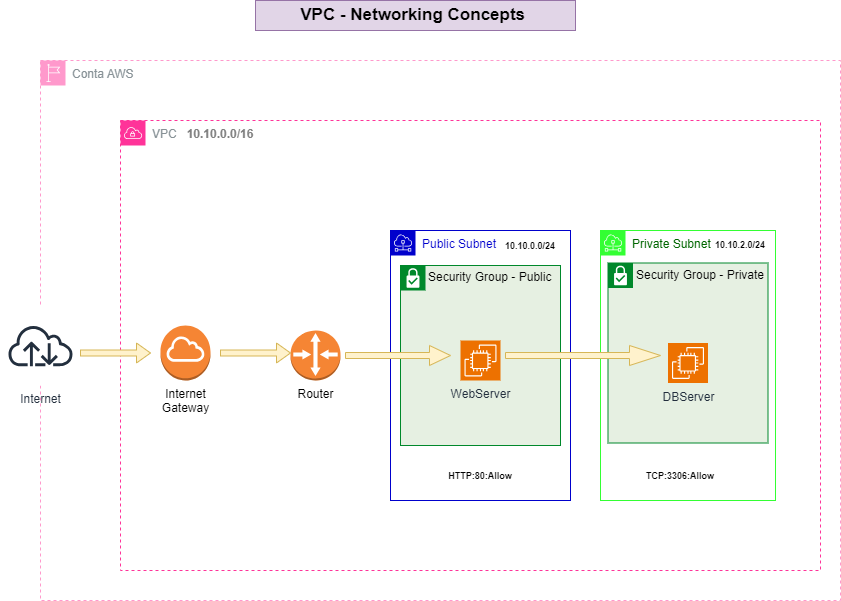 VPC - Networking Concepts
Conta AWS
VPC 10.10.0.0/16
Public Subnet 10.10.0.0/24
Private Subnet 10.10.2.0/24
Security Group - Public
Security Group - Private
Internet
Internet
Gateway
Router
WebServer
DBServer
HTTP:80:Allow
TCP:3306:Allow